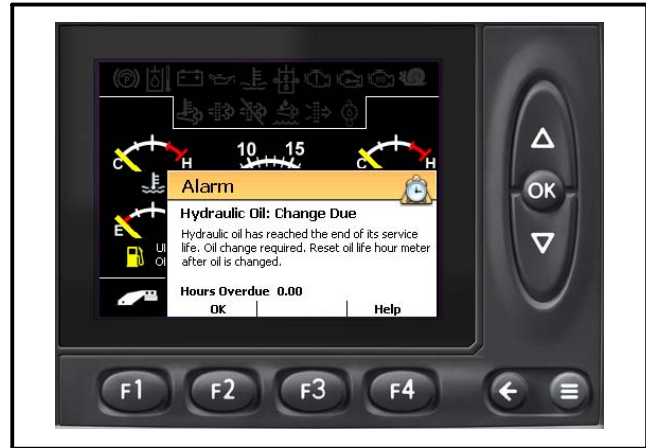 10 15
C H
C H
Alarm
Hydraulic Oil: Change Due
Hydraulic oil has reached the end of its service
life. Oil change required. Reset oil life hour meter
after oil is changed.
E
Ul
Ol
Hours Overdue 0.00
OK Help
OK
F1 F2 F3 F4